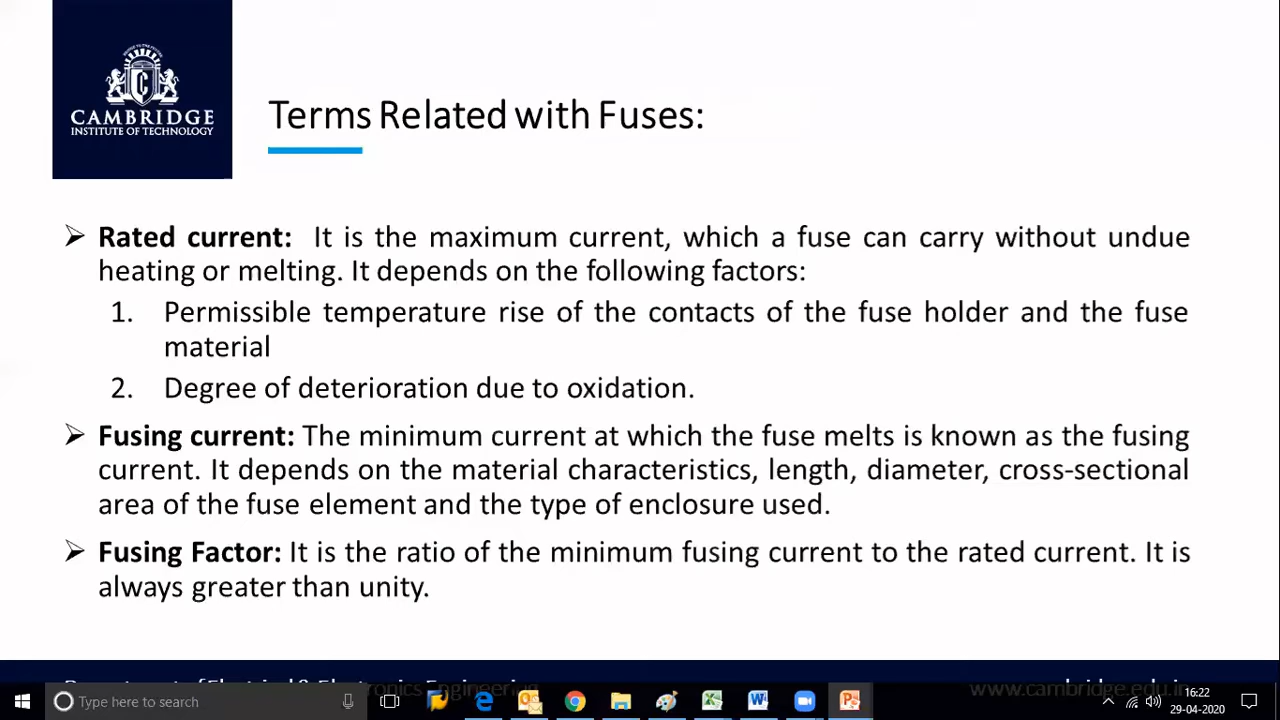 CAMBRIDGE
INSTITUTE OF TECHNOLOGY
Terms Related with Fuses:
➢ Rated current: It is the maximum current, which a fuse can carry without undue
heating or melting. It depends on the following factors:
1. Permissible temperature rise of the contacts of the fuse holder and the fuse
material
2. Degree of deterioration due to oxidation.
➢ Fusing current: The minimum current at which the fuse melts is known as the fusing
current. It depends on the material characteristics, length, diameter, cross-sectional
area of the fuse element and the type of enclosure used.
➢ Fusing Factor: It is the ratio of the minimum fusing current to the rated current. It is
always greater than unity.
www.cambridge.edu.in
Type here to search
16:22
29-04-2020